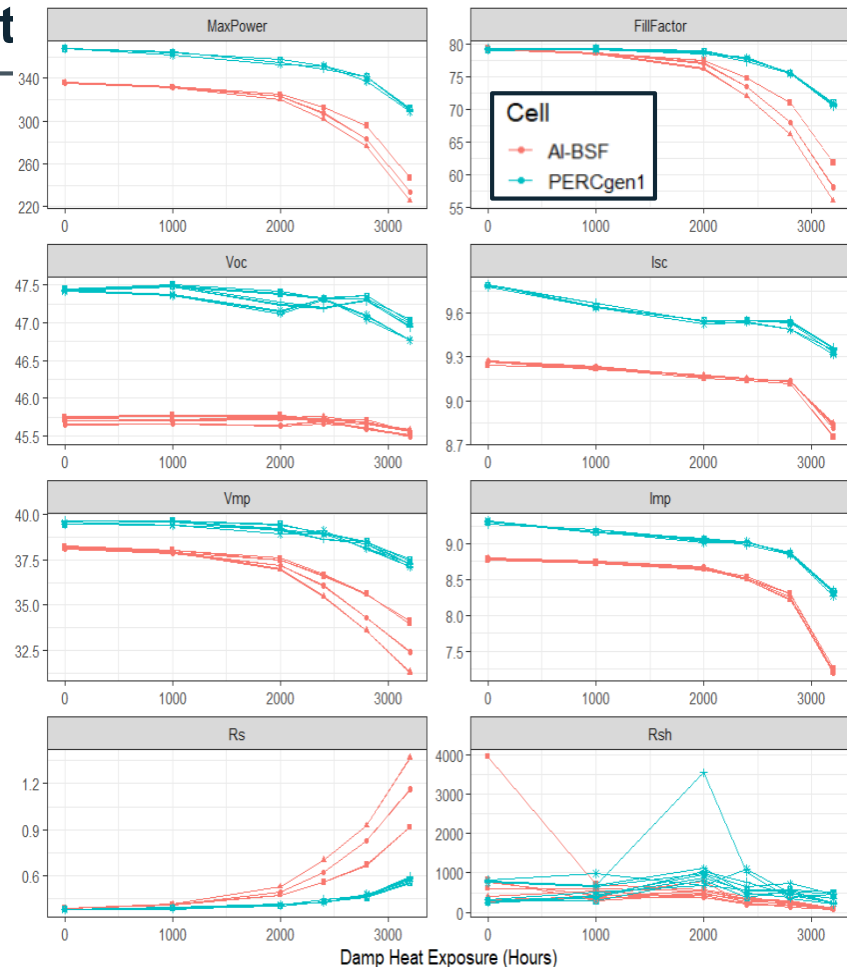 t
MaxPower
340
300
260
220
0 1000 2000 3000
FillFactor
80
75
70
65
60
55
0 1000 2000 3000
Cell
Al-BSF
PERCgen1
Voc
47.5
47.0
46.5
46.0
45.5
0 1000 2000 3000
Isc
9.6
9.3
9.0
8.7
0 1000 2000 3000
Vmp
40.0
37.5
35.0
32.5
0 1000 2000 3000
Imp
9.0
8.5
8.0
7.5
0 1000 2000 3000
Rs
1.2
0.9
0.6
0 1000 2000 3000
Rsh
4000
3000
2000
1000
0
0 1000 2000 3000
Damp Heat Exposure (Hours)